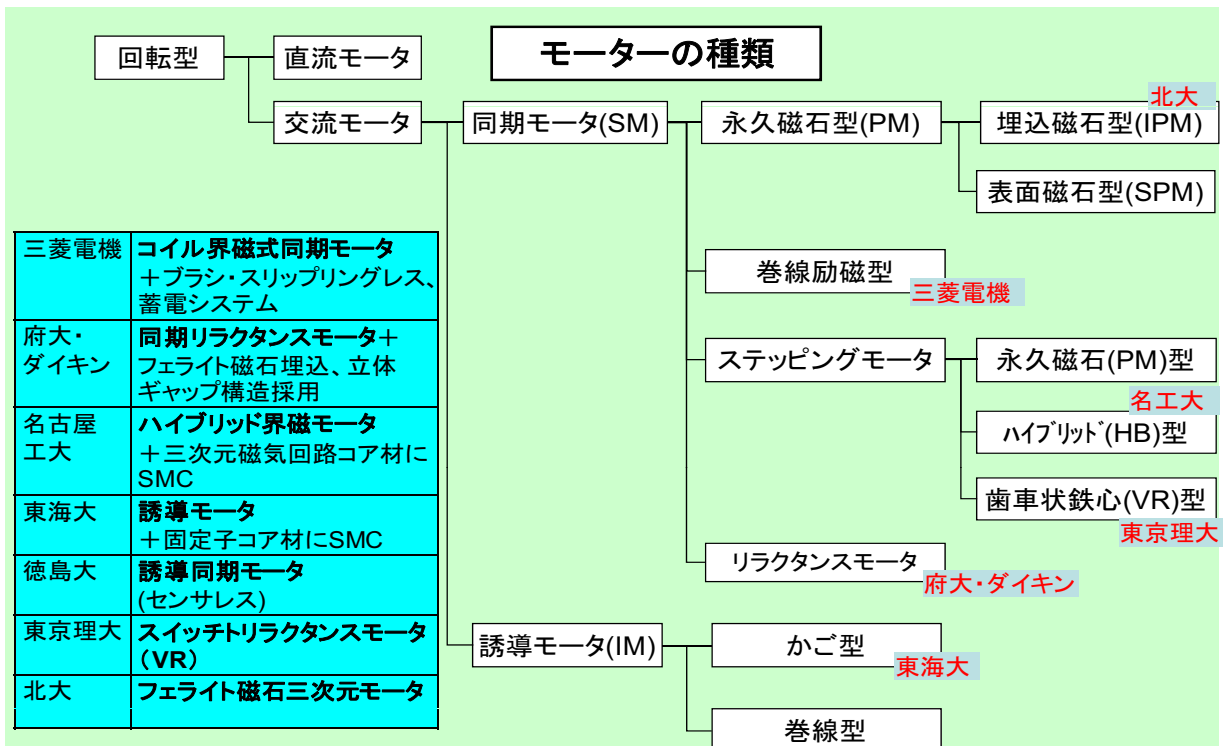 モーターの種類
回転型
直流モータ
交流モータ
同期モータ(SM)
永久磁石型(PM)
北大
埋込磁石型(IPM)
表面磁石型(SPM)
巻線励磁型
三菱電機
ステッピングモータ
永久磁石(PM)型
名工大
ハイブリッド(HB)型
歯車状鉄心(VR)型
東京理大
リラクタンスモータ
府大・ダイキン
誘導モータ(IM)
かご型
東海大
巻線型
三菱電機
コイル界磁式同期モータ
＋ブラシ・スリップリングレス、
蓄電システム
府大・
ダイキン
同期リラクタンスモータ＋
フェライト磁石埋込、立体
ギャップ構造採用
名古屋
工大
ハイブリッド界磁モータ
＋三次元磁気回路コア材に
SMC
東海大
誘導モータ
＋固定子コア材にSMC
徳島大
誘導同期モータ
(センサレス)
東京理大
スイッチトリラクタンスモータ
（VR）
北大
フェライト磁石三次元モータ